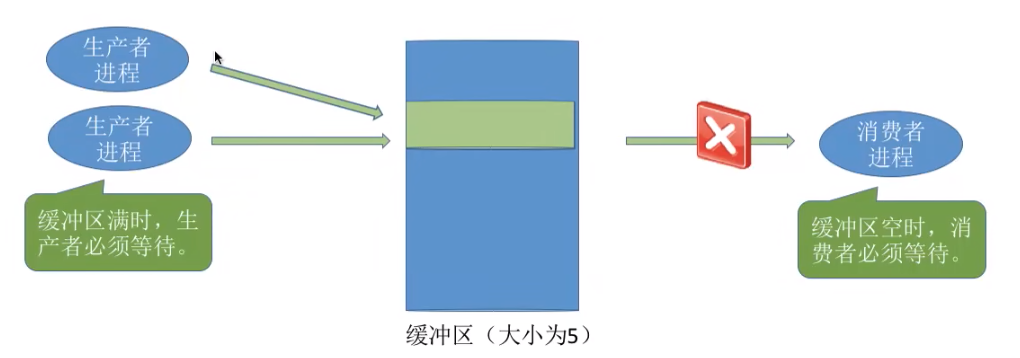 生产者
进程
生产者
进程
缓冲区满时，生
产者必须等待。
消费者
进程
缓冲区空时，消
费者必须等待。
缓冲区（大小为5）